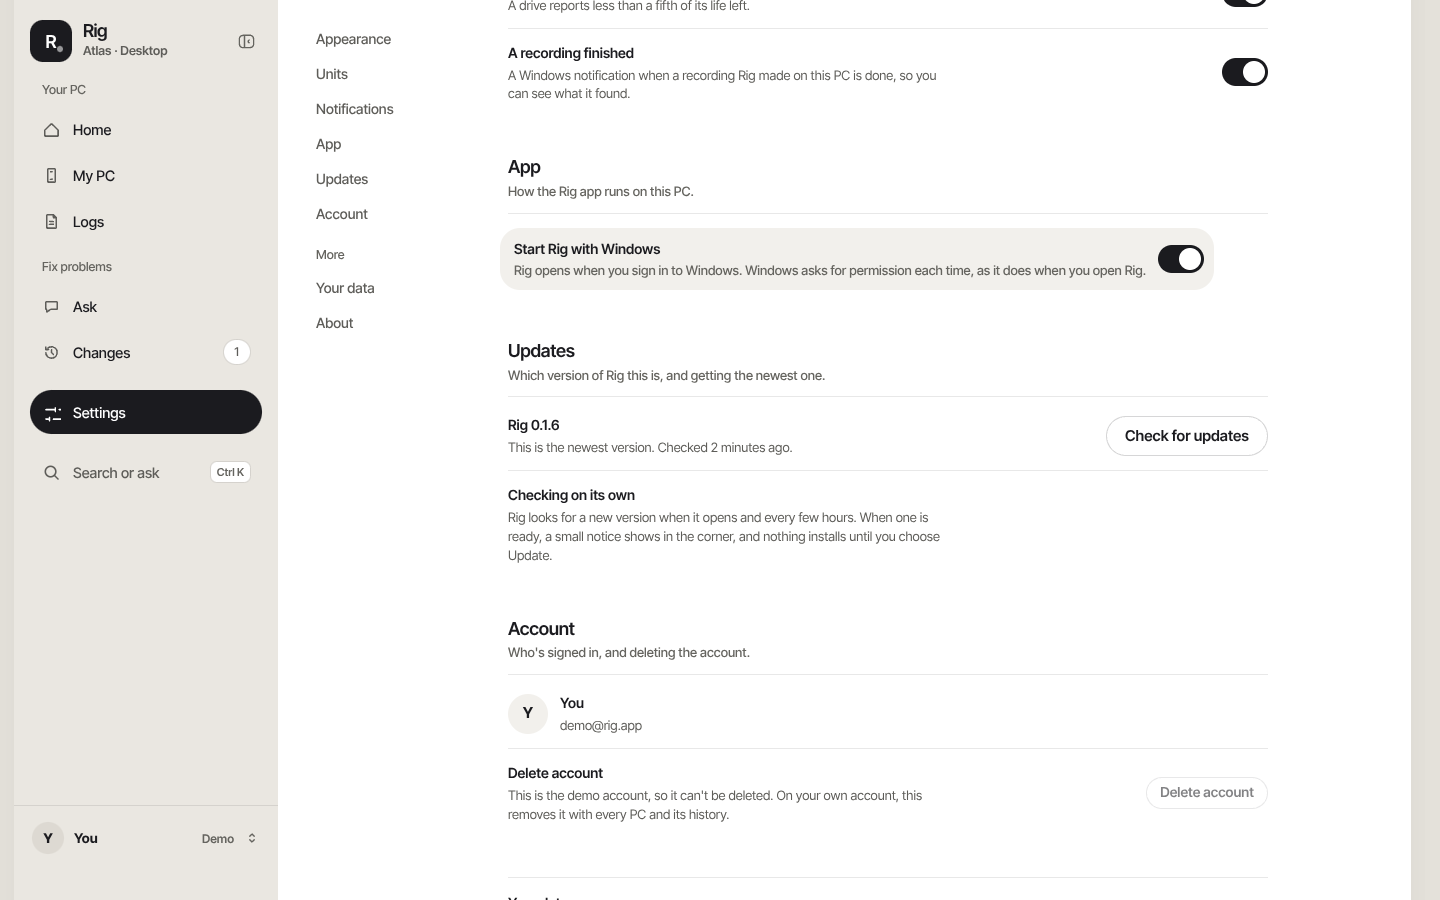 R.
Rig
Atlas · Desktop
Your PC
Home
My PC
Logs
Fix problems
Ask
Changes
1
Settings
Search or ask
Ctrl K
Y
You
Demo
Appearance
Units
Notifications
App
Updates
Account
More
Your data
About
A drive reports less than a fifth of its life left.
A recording finished
A Windows notification when a recording Rig made on this PC is done, so you
can see what it found.
App
How the Rig app runs on this PC.
Start Rig with Windows
Rig opens when you sign in to Windows. Windows asks for permission each time, as it does when you open Rig.
Updates
Which version of Rig this is, and getting the newest one.
Rig 0.1.6
This is the newest version. Checked 2 minutes ago.
Check for updates
Checking on its own
Rig looks for a new version when it opens and every few hours. When one is
ready, a small notice shows in the corner, and nothing installs until you choose
Update.
Account
Who's signed in, and deleting the account.
Y
You
demo@rig.app
Delete account
This is the demo account, so it can't be deleted. On your own account, this
removes it with every PC and its history.
Delete account